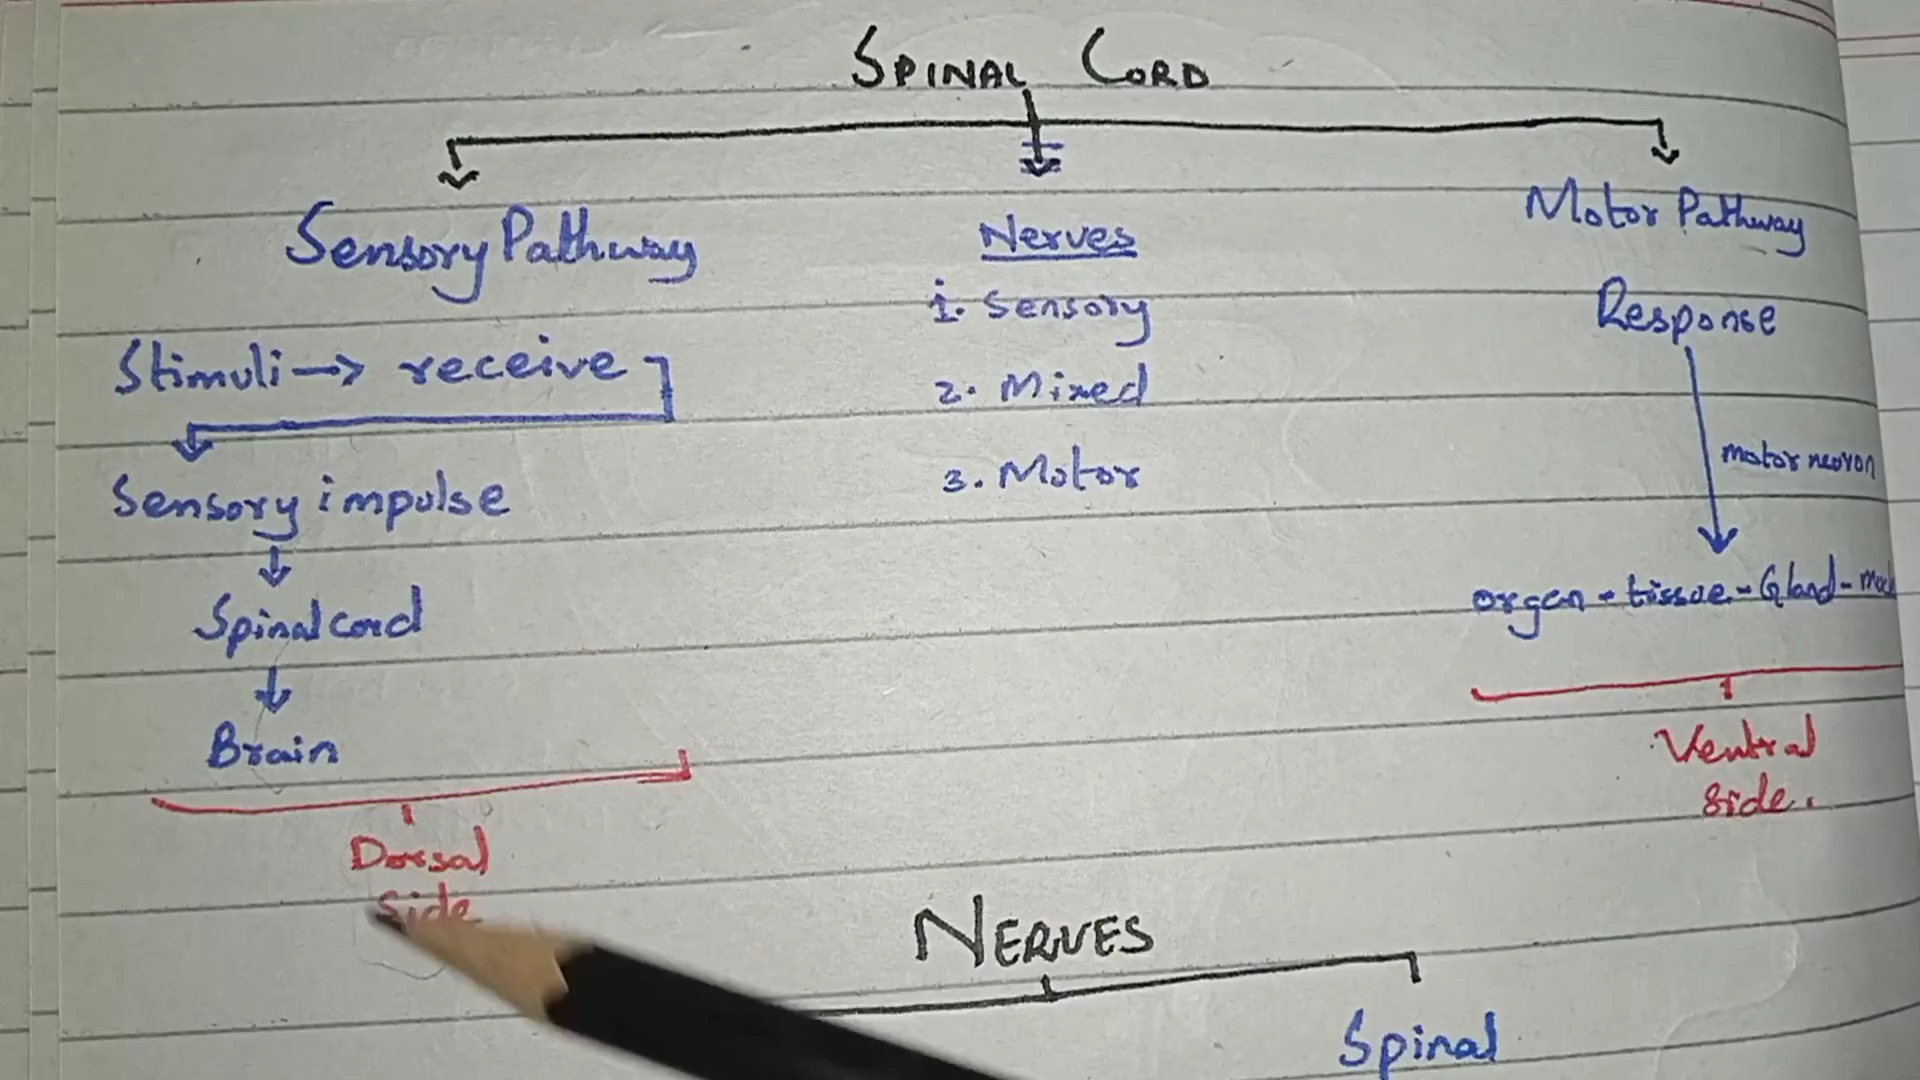 SPINAL CORD
Sensory Pathway
Stimuli → receive
Sensory impulse
↓
Spinal cord
↓
Brain
Dorsal
side
Nerves
1. Sensory
2. Mixed
3. Motor
Motor Pathway
Response
motor neuron
organ - tissue - Gland -
Ventral
side.
NERVES
Spinal